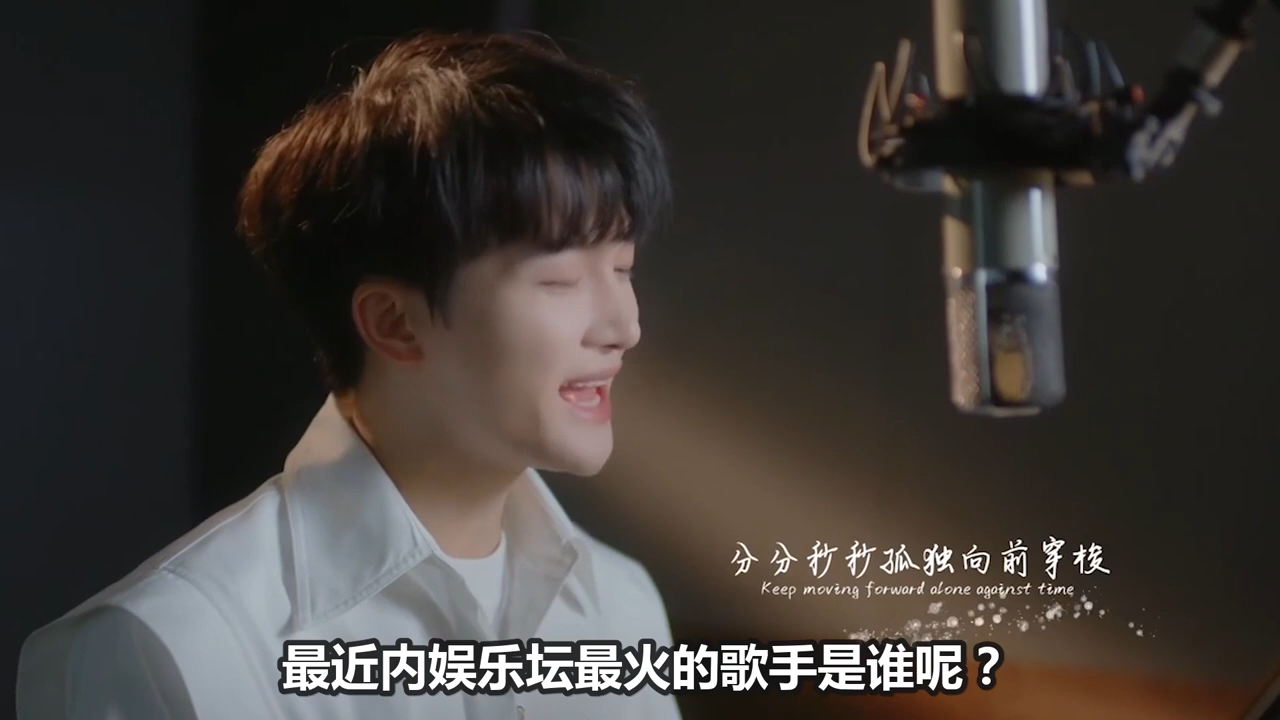 分分秒秒孤独向前穿梭
Keep moving forward alone against time
最近内娱乐坛最火的歌手是谁呢？